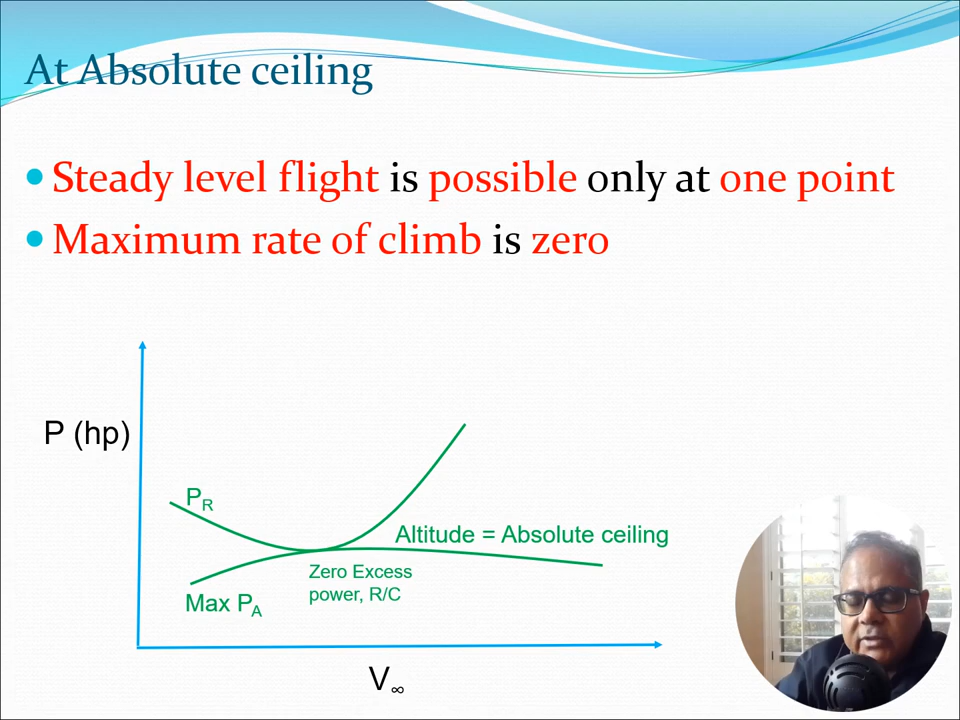 At Absolute ceiling
• Steady level flight is possible only at one point
• Maximum rate of climb is zero
P (hp)
PR
Altitude = Absolute ceiling
Zero Excess
power, R/C
Max PA
V∞